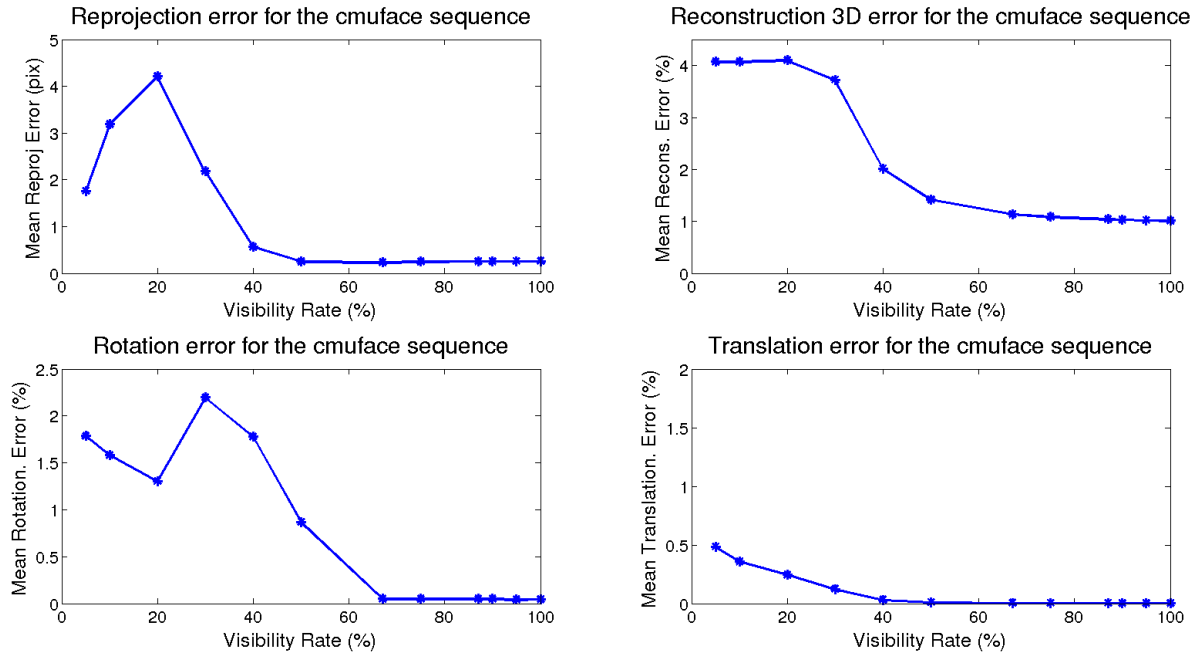 Reprojection error for the cmuface sequence
Mean Reproj Error (pix)
5
4
3
2
1
0
0 20 40 60 80 100
Visibility Rate (%)
Reconstruction 3D error for the cmuface sequence
Mean Recons. Error (%)
4
3
2
1
0
0 20 40 60 80 100
Visibility Rate (%)
Rotation error for the cmuface sequence
Mean Rotation. Error (%)
2.5
2
1.5
1
0.5
0
0 20 40 60 80 100
Visibility Rate (%)
Translation error for the cmuface sequence
Mean Translation. Error (%)
2
1.5
1
0.5
0
0 20 40 60 80 100
Visibility Rate (%)